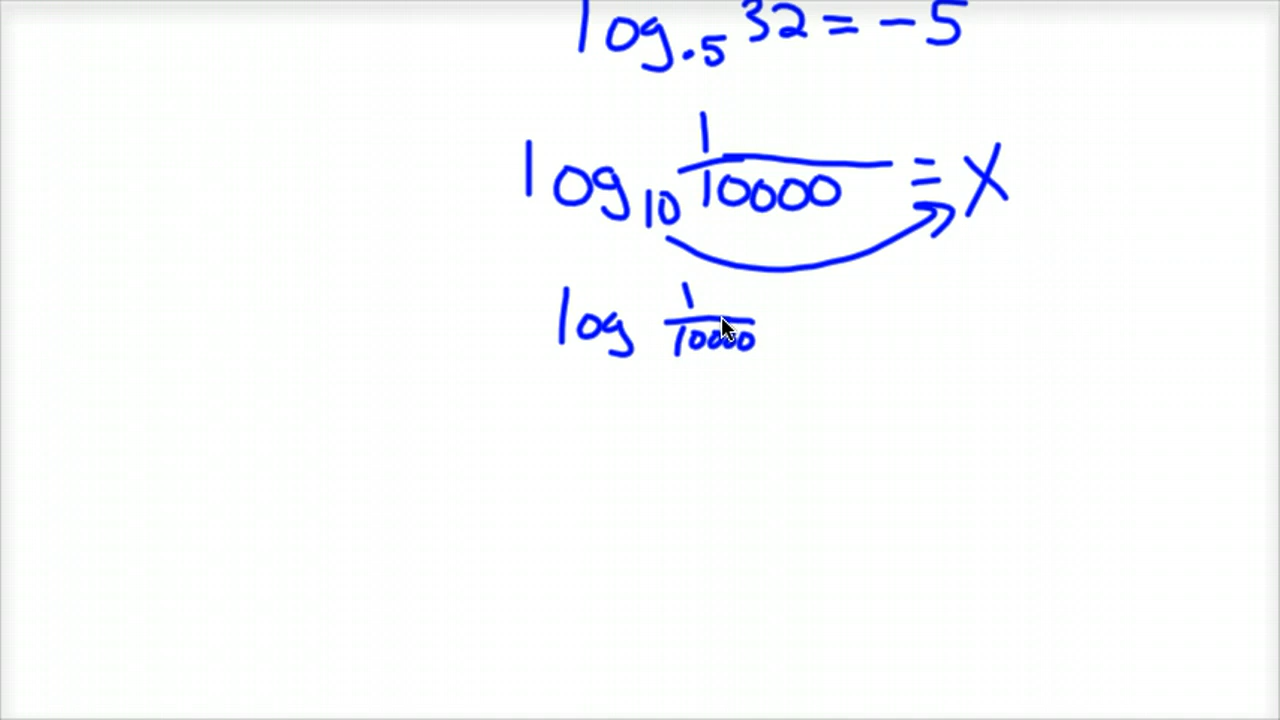 log.5 32 = -5
log10 1/10000 = X
log 1/10000